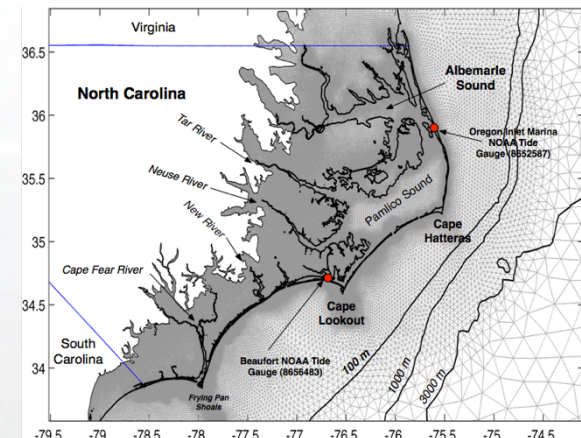 Virginia
North Carolina
Albemarle
Sound
Oregon Inlet Marina
NOAA Tide
Gauge (8652587)
Tar River
Neuse River
New River
Pamlico Sound
Cape
Hatteras
Cape Fear River
Cape
Lookout
South
Carolina
Beaufort NOAA Tide
Gauge (8656483)
Frying Pan
Shoals
100 m
1000 m
3000 m
36.5
36
35.5
35
34.5
34
-79.5 -79 -78.5 -78 -77.5 -77 -76.5 -76 -75.5 -75 -74.5